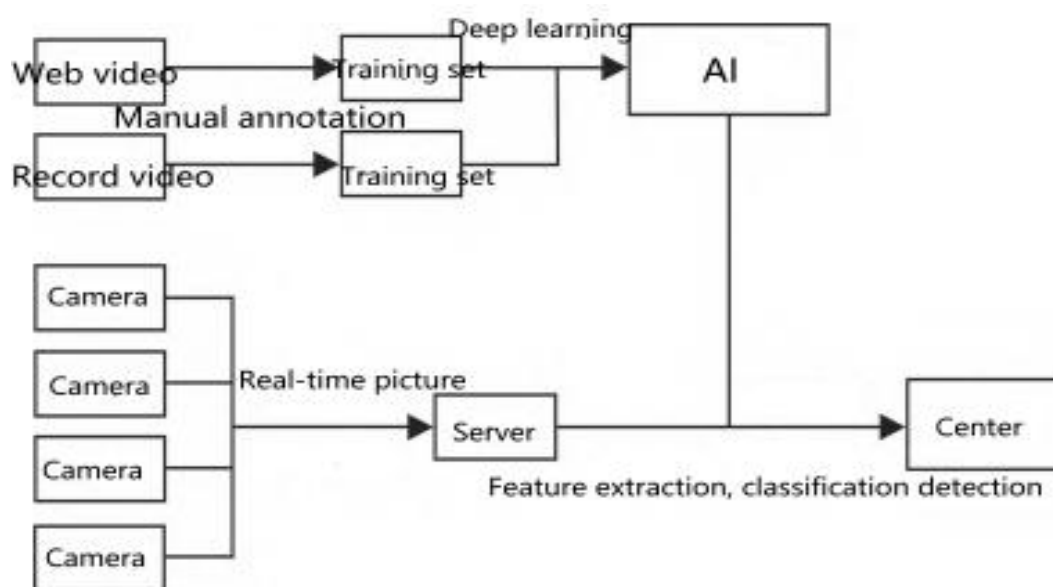 Deep learning
Web video
Training set
AI
Manual annotation
Record video
Training set
Camera
Camera
Real-time picture
Server
Center
Camera
Feature extraction, classification detection
Camera